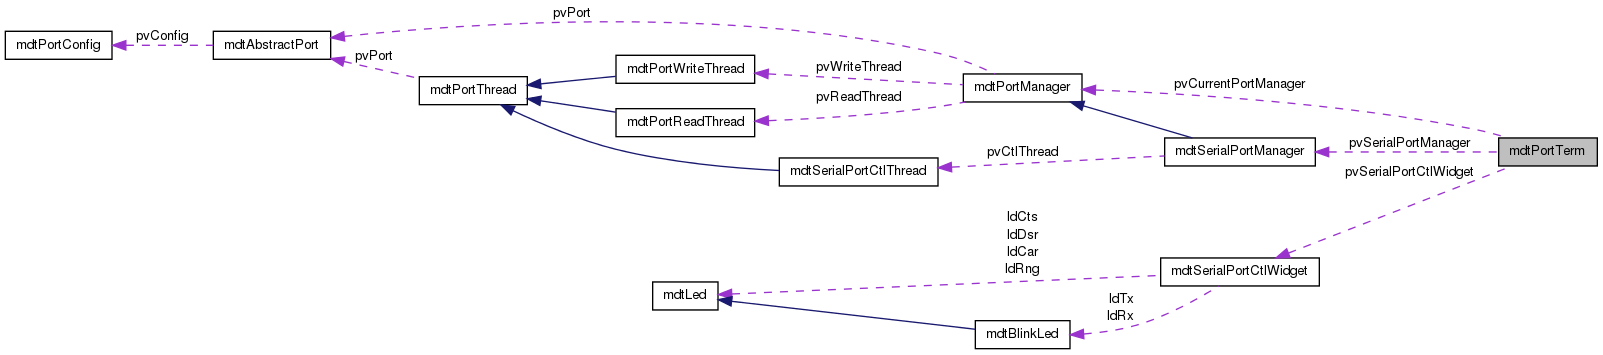 pvPort
mdtPortConfig
pvConfig
mdtAbstractPort
pvPort
mdtPortThread
mdtPortWriteThread
pvWriteThread
mdtPortManager
pvCurrentPortManager
pvReadThread
mdtPortReadThread
mdtSerialPortCtlThread
pvCtlThread
mdtSerialPortManager
pvSerialPortManager
mdtPortTerm
pvSerialPortCtlWidget
ldCts
ldDsr
ldCar
ldRng
mdtSerialPortCtlWidget
mdtLed
ldTx
ldRx
mdtBlinkLed